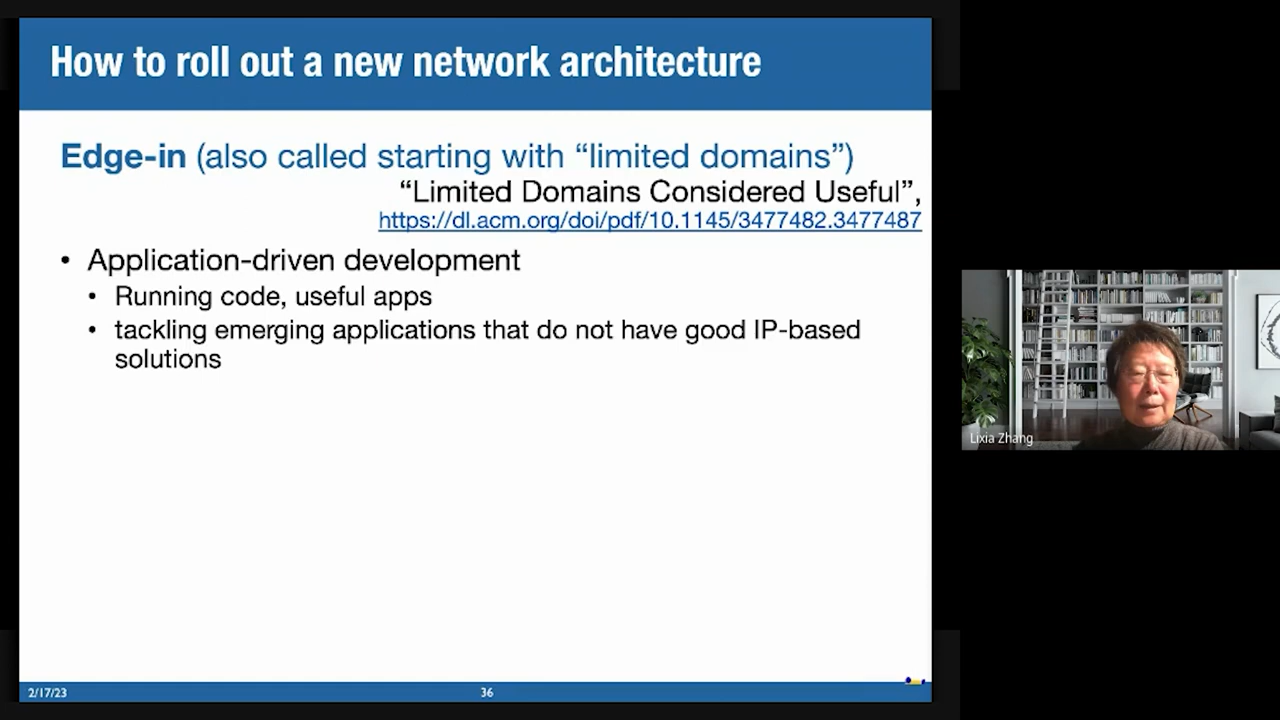 How to roll out a new network architecture
Edge-in (also called starting with “limited domains”)
“Limited Domains Considered Useful”,
https://dl.acm.org/doi/pdf/10.1145/3477482.3477487
• Application-driven development
• Running code, useful apps
• tackling emerging applications that do not have good IP-based
solutions
Lixia Zhang
2/17/23
36